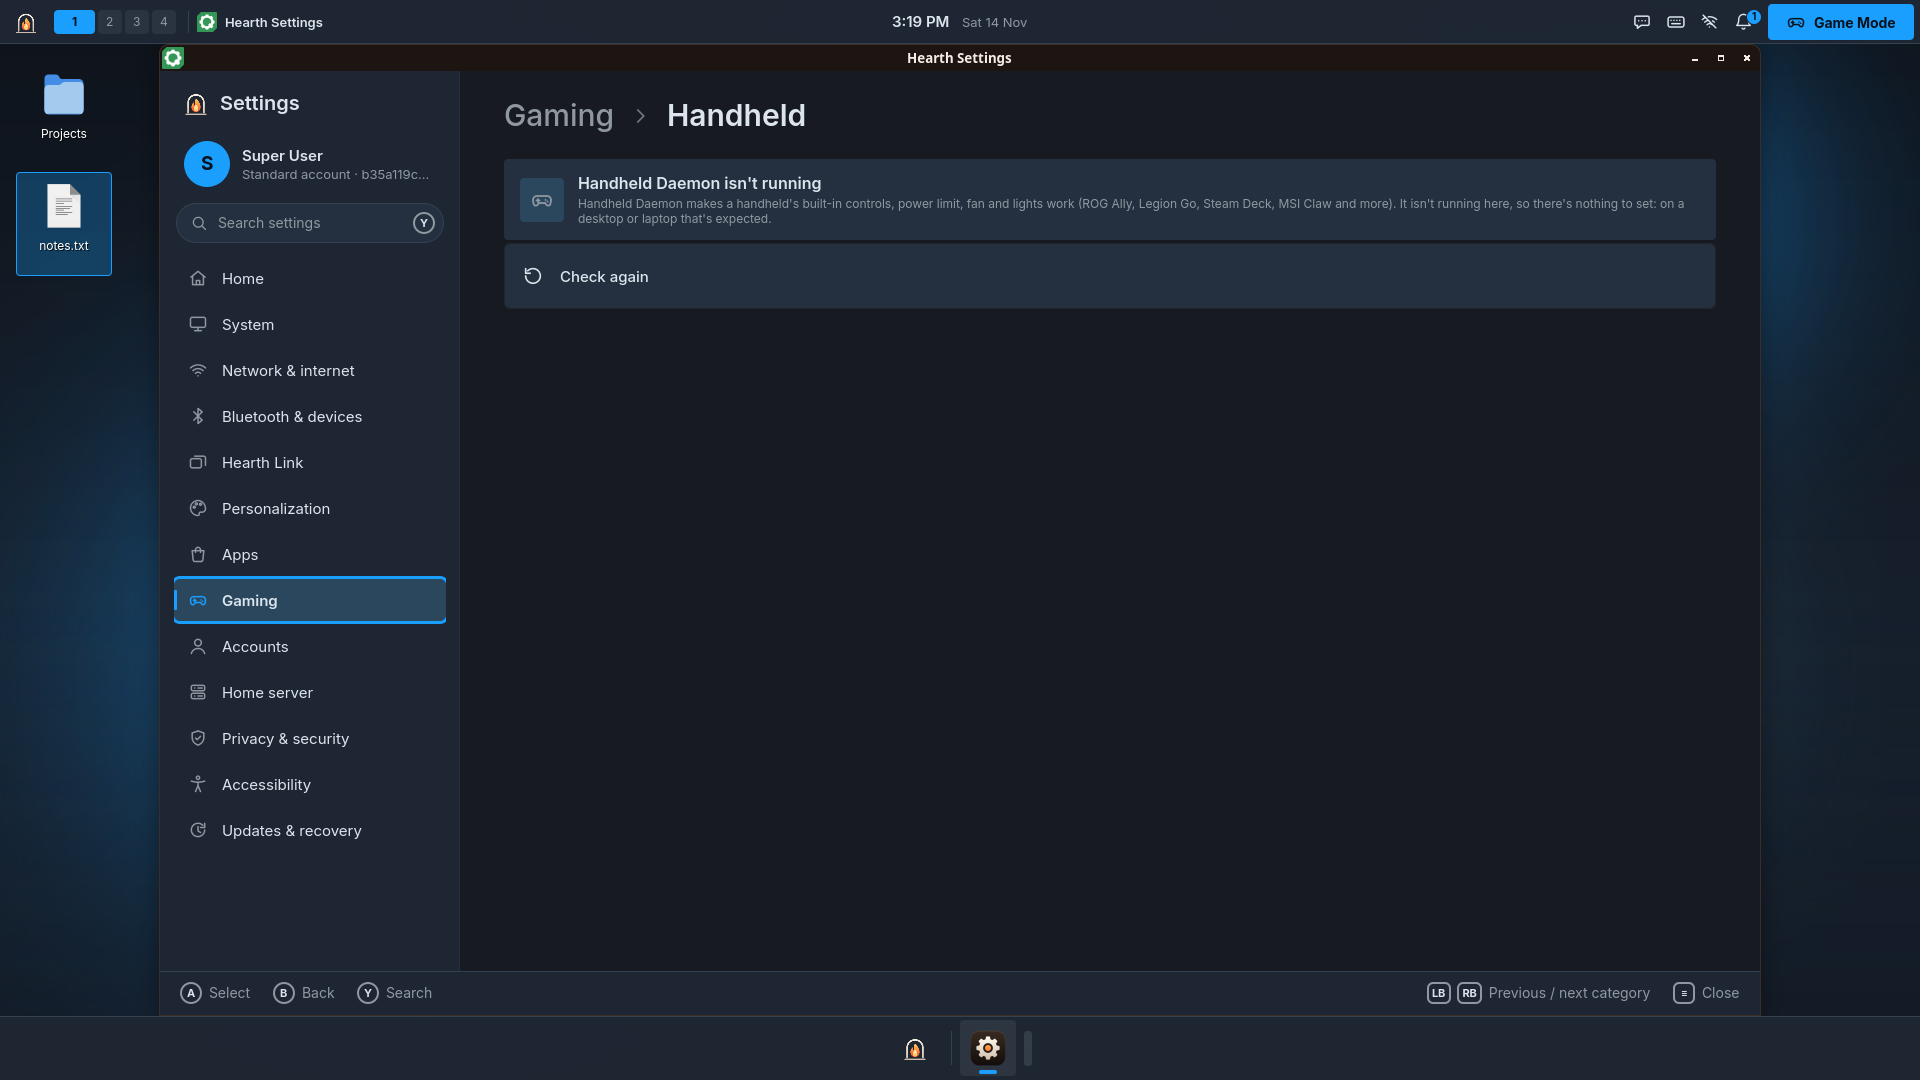 1 2 3 4 Hearth Settings 3:19 PM Sat 14 Nov 1 Game Mode
Hearth Settings
Projects
notes.txt
Settings
S
Super User
Standard account · b35a119c...
Search settings Y
Home
System
Network & internet
Bluetooth & devices
Hearth Link
Personalization
Apps
Gaming
Accounts
Home server
Privacy & security
Accessibility
Updates & recovery
Gaming > Handheld
Handheld Daemon isn't running
Handheld Daemon makes a handheld's built-in controls, power limit, fan and lights work (ROG Ally, Legion Go, Steam Deck, MSI Claw and more). It isn't running here, so there's nothing to set: on a
desktop or laptop that's expected.
Check again
A Select B Back Y Search LB RB Previous / next category ≡ Close